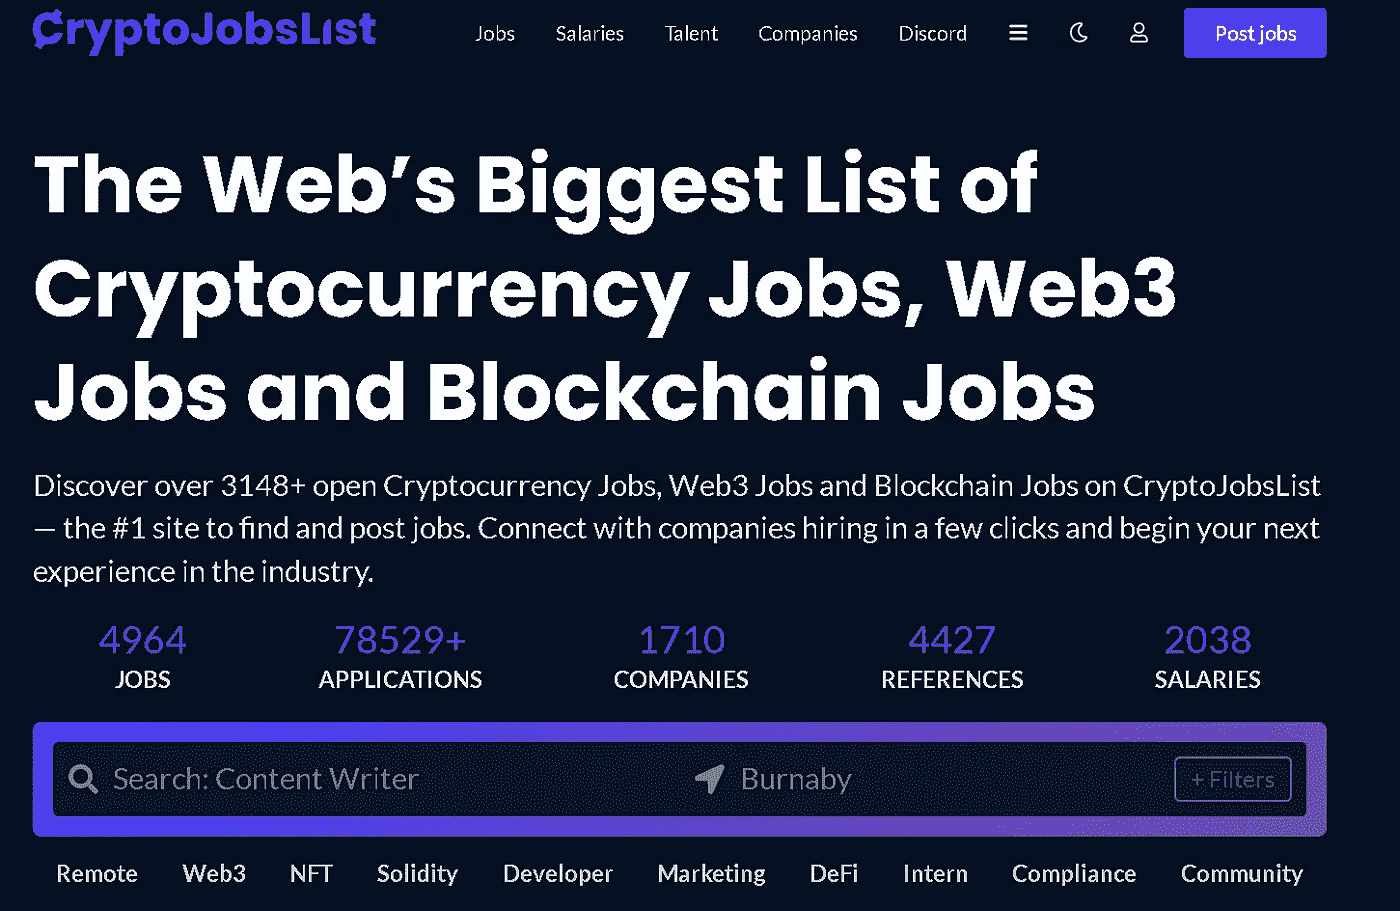 CryptoJobsList
Jobs Salaries Talent Companies Discord Post jobs
The Web’s Biggest List of
Cryptocurrency Jobs, Web3
Jobs and Blockchain Jobs
Discover over 3148+ open Cryptocurrency Jobs, Web3 Jobs and Blockchain Jobs on CryptoJobsList
— the #1 site to find and post jobs. Connect with companies hiring in a few clicks and begin your next
experience in the industry.
4964 78529+ 1710 4427 2038
JOBS APPLICATIONS COMPANIES REFERENCES SALARIES
Search: Content Writer Burnaby + Filters
Remote Web3 NFT Solidity Developer Marketing DeFi Intern Compliance Community